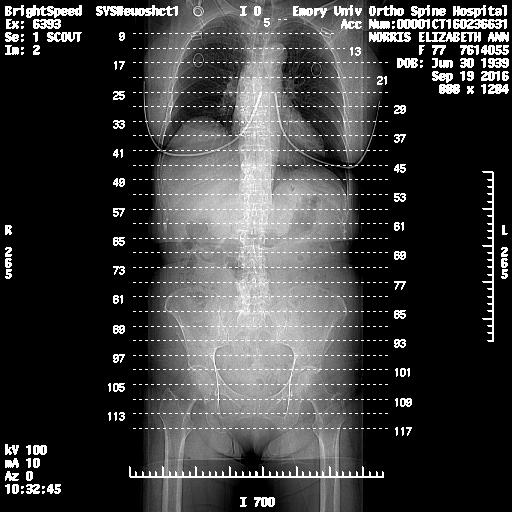 BrightSpeed SYS#euoshct1 I 0 Emory Univ Ortho Spine Hospital
Ex: 6393 5 Acc Num:00001CT160236631
Se: 1 SCOUT 9 NORRIS ELIZABETH ANN
Im: 2 13 F 77 7614055
17 DOB: Jun 30 1939
21 Sep 19 2016
25 888 x 1284
29
33
37
41
45
49
53
57
61
R L
65
69
265 265
73
77
81
85
89
93
97
101
105
109
113
117
kV 100
mA 10
Az 0
10:32:45
I 700